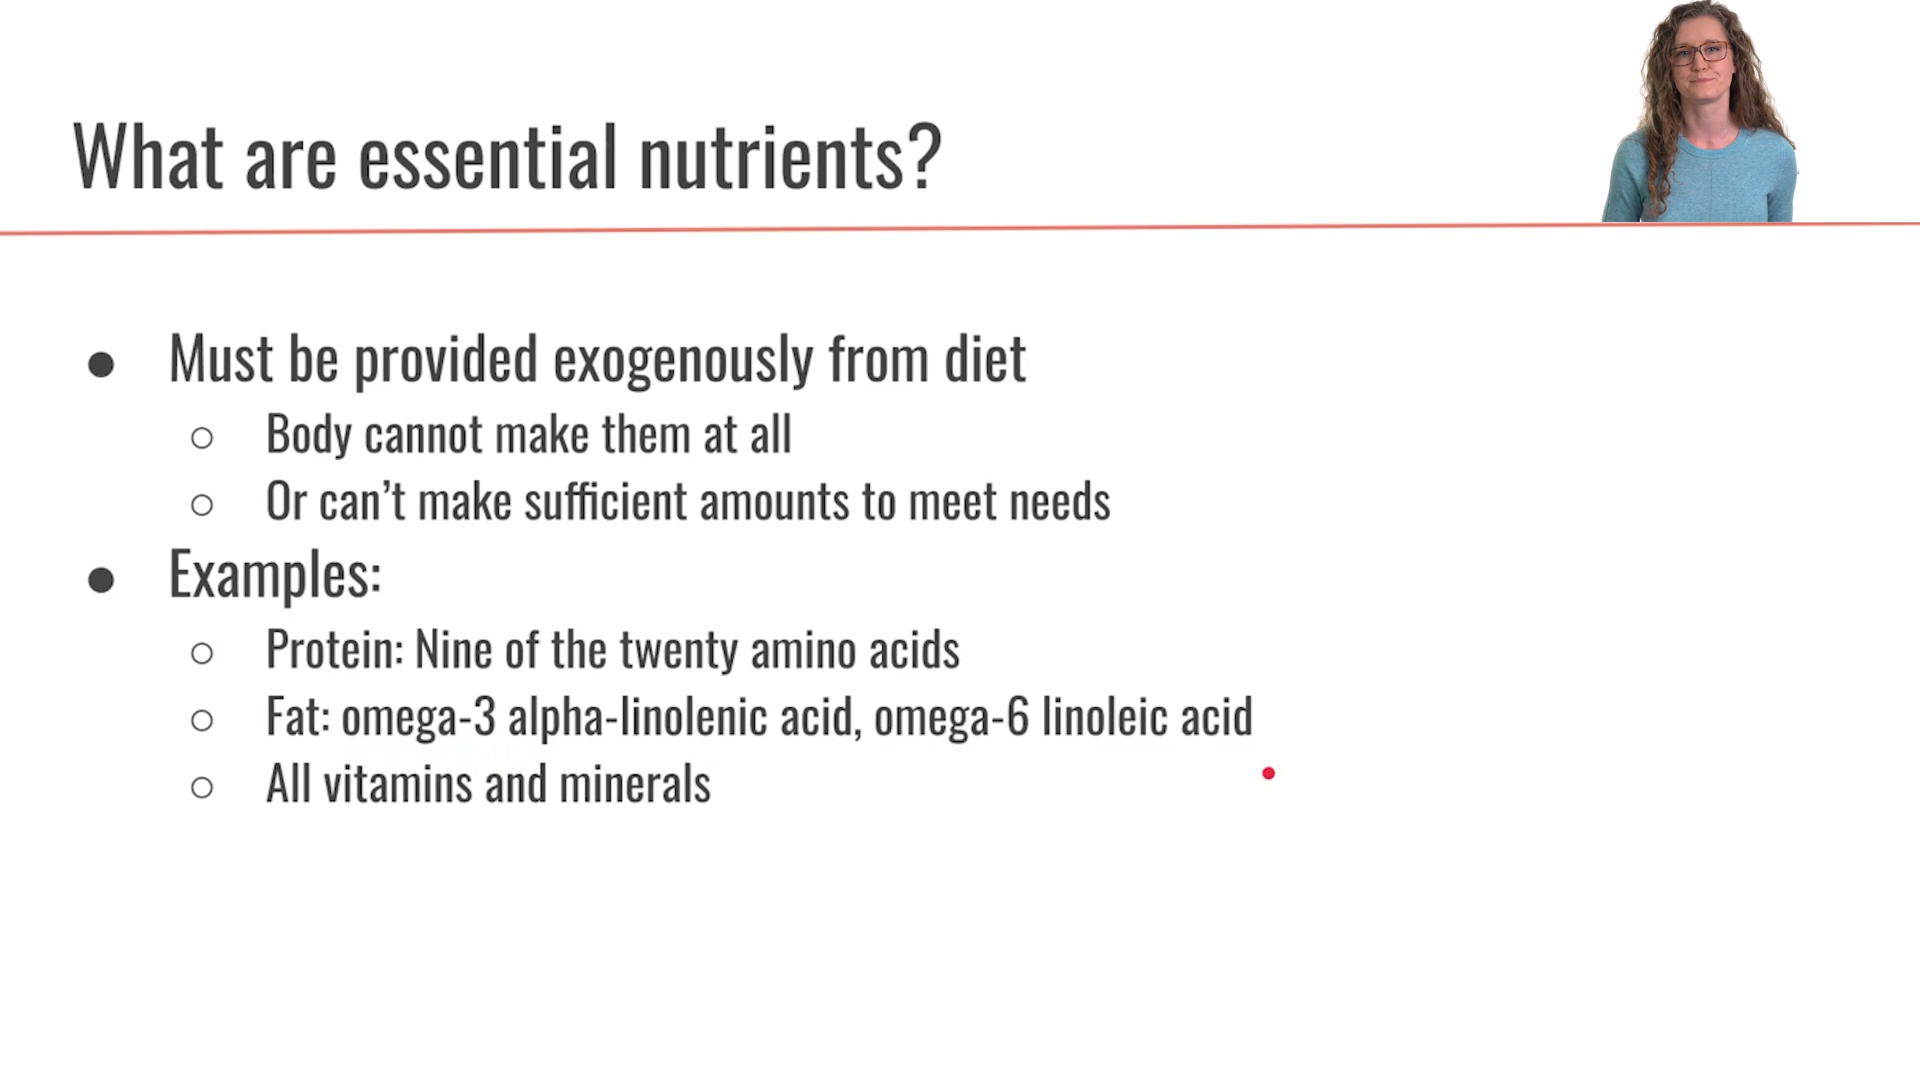 What are essential nutrients?
● Must be provided exogenously from diet
○ Body cannot make them at all
○ Or can’t make sufficient amounts to meet needs
● Examples:
○ Protein: Nine of the twenty amino acids
○ Fat: omega-3 alpha-linolenic acid, omega-6 linoleic acid
○ All vitamins and minerals